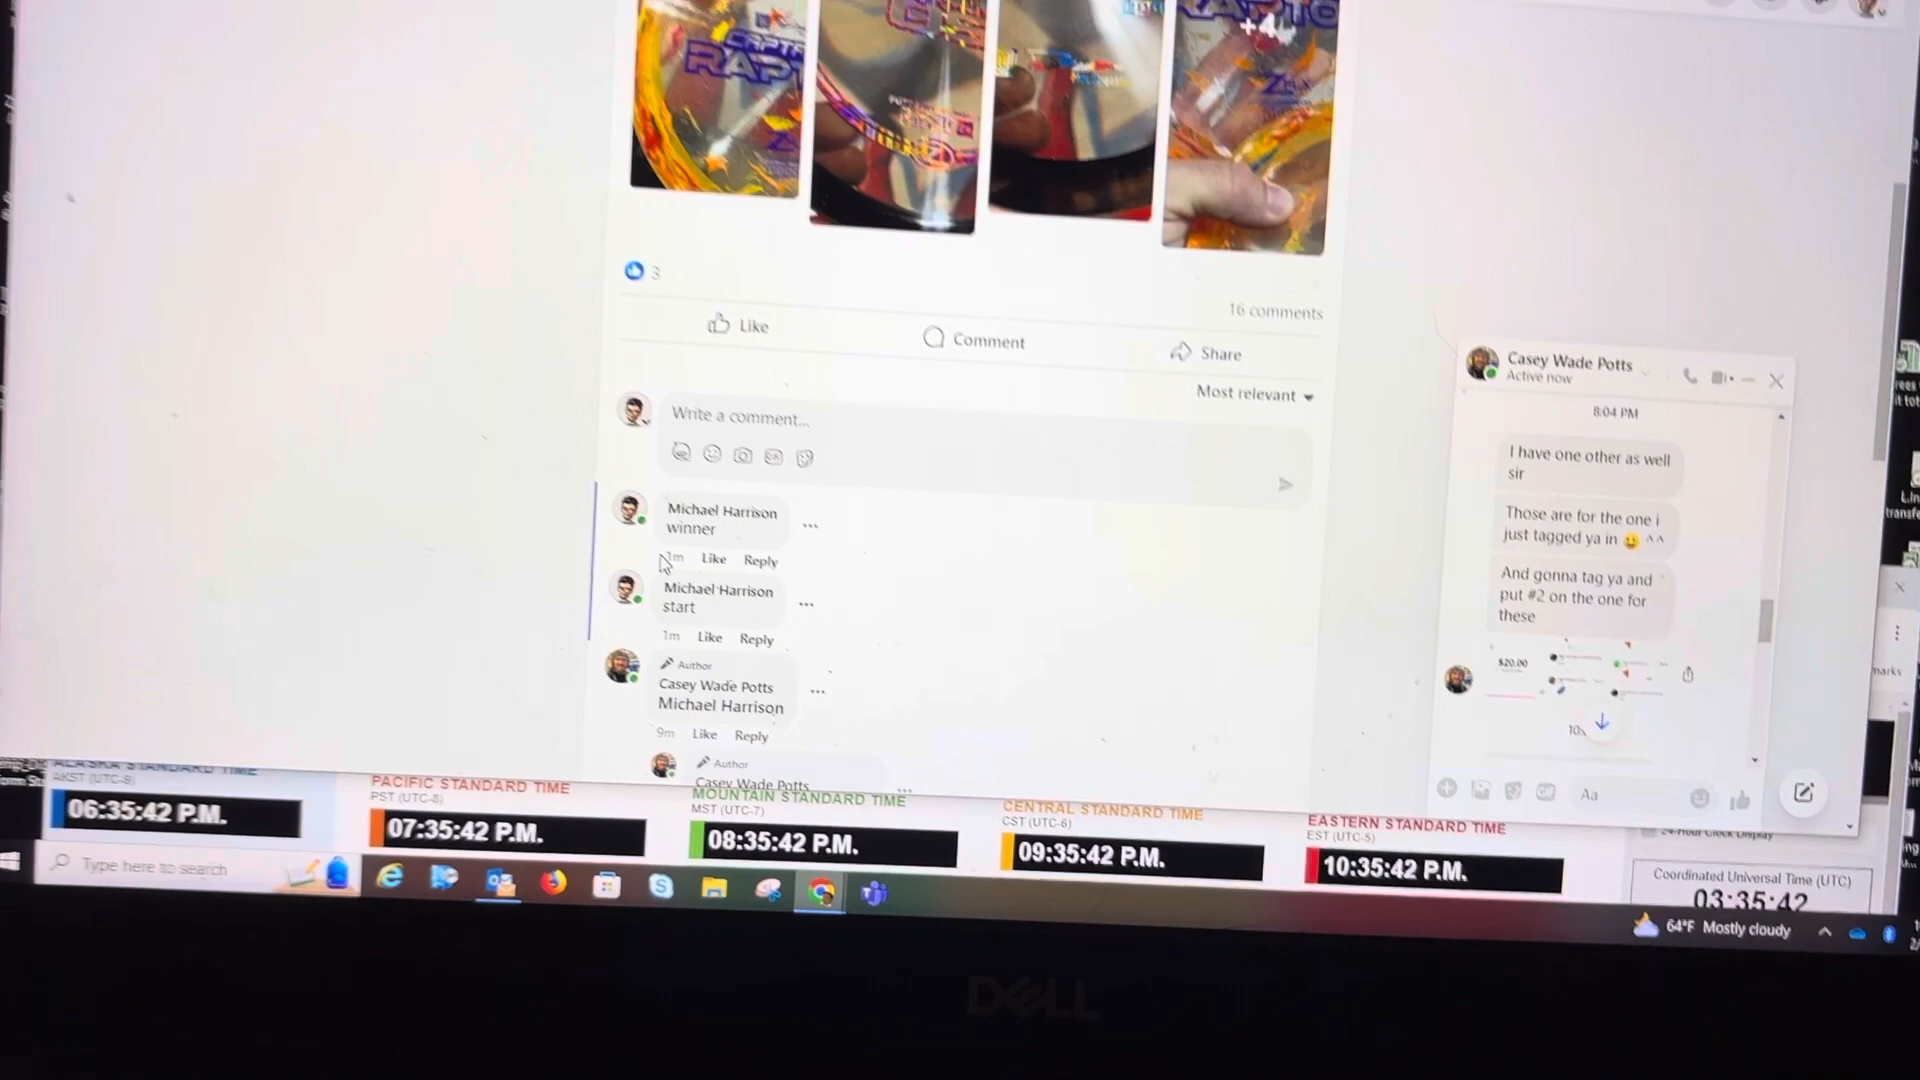 RAPTO
+4
CRPTN
RAPT
Z FLX
3
16 comments
Like
Comment
Share
Most relevant
Write a comment...
Michael Harrison
winner
1m Like Reply
Michael Harrison
start
1m Like Reply
Author
Casey Wade Potts
Michael Harrison
9m Like Reply
Author
Casey Wade Potts
Casey Wade Potts
Active now
8:04 PM
I have one other as well
sir
Those are for the one i
just tagged ya in 😃 ^^
And gonna tag ya and
put #2 on the one for
these
$20.00
Aa
marks
ALASKA STANDARD TIME
AKST (UTC-9)
06:35:42 P.M.
PACIFIC STANDARD TIME
PST (UTC-8)
07:35:42 P.M.
MOUNTAIN STANDARD TIME
MST (UTC-7)
08:35:42 P.M.
CENTRAL STANDARD TIME
CST (UTC-6)
09:35:42 P.M.
EASTERN STANDARD TIME
EST (UTC-5)
10:35:42 P.M.
24-Hour Clock Display
Coordinated Universal Time (UTC)
03:35:42
Type here to search
64°F Mostly cloudy
DELL